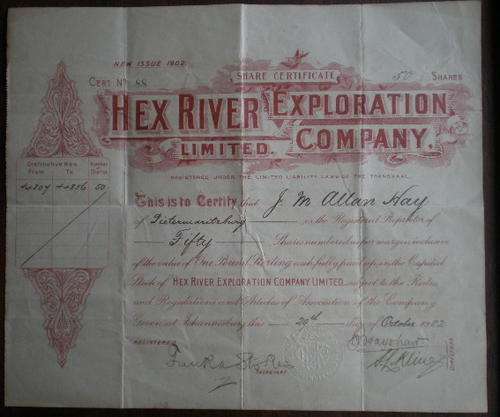 NEW ISSUE 1902.
SHARE CERTIFICATE
CERT. No 88
SHARES
HEX RIVER EXPLORATION
LIMITED. COMPANY.
REGISTERED UNDER THE LIMITED LIABILITY LAWS OF THE TRANSVAAL.
Distinctive Nos.
From To
50
This is to Certify that J. M. Allan Hay
of Pietermaritzburg is the Registered Proprietor of
Fifty Shares numbered as per margin inclusive
of the value of One Pound Sterling each fully paid up in the Capital
Stock of HEX RIVER EXPLORATION COMPANY LIMITED subject to the Rules
and Regulations and Articles of Association of the Company
Given at Johannesburg this 29th day of October 1902
REGISTERED
SECRETARY
DIRECTORS